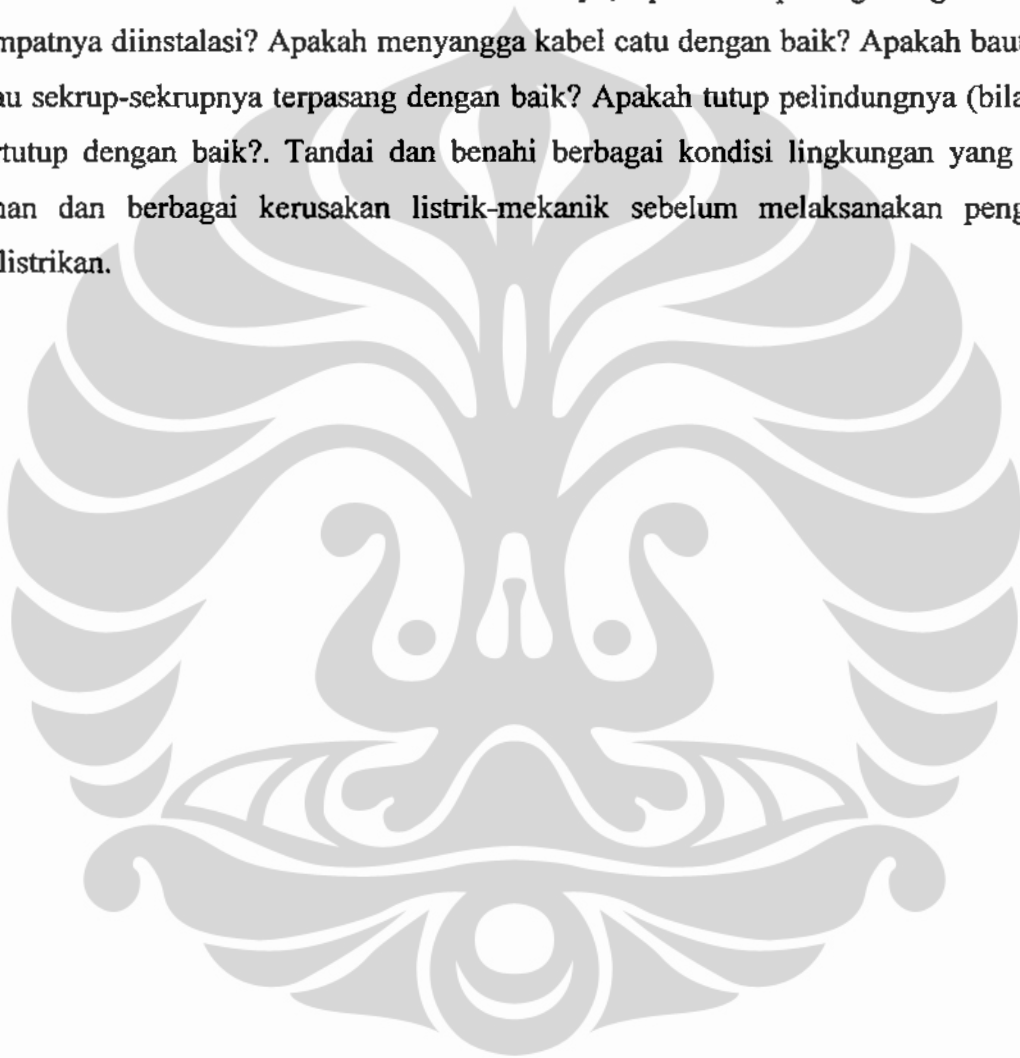 mpatnya diinstalasi? Apakah menyangga kabel catu dengan baik? Apakah baut
au sekrup-sekrupnya terpasang dengan baik? Apakah tutup pelindungnya (bila
rtutup dengan baik?. Tandai dan benahi berbagai kondisi lingkungan yang
nan dan berbagai kerusakan listrik-mekanik sebelum melaksanakan peng
listrikan.